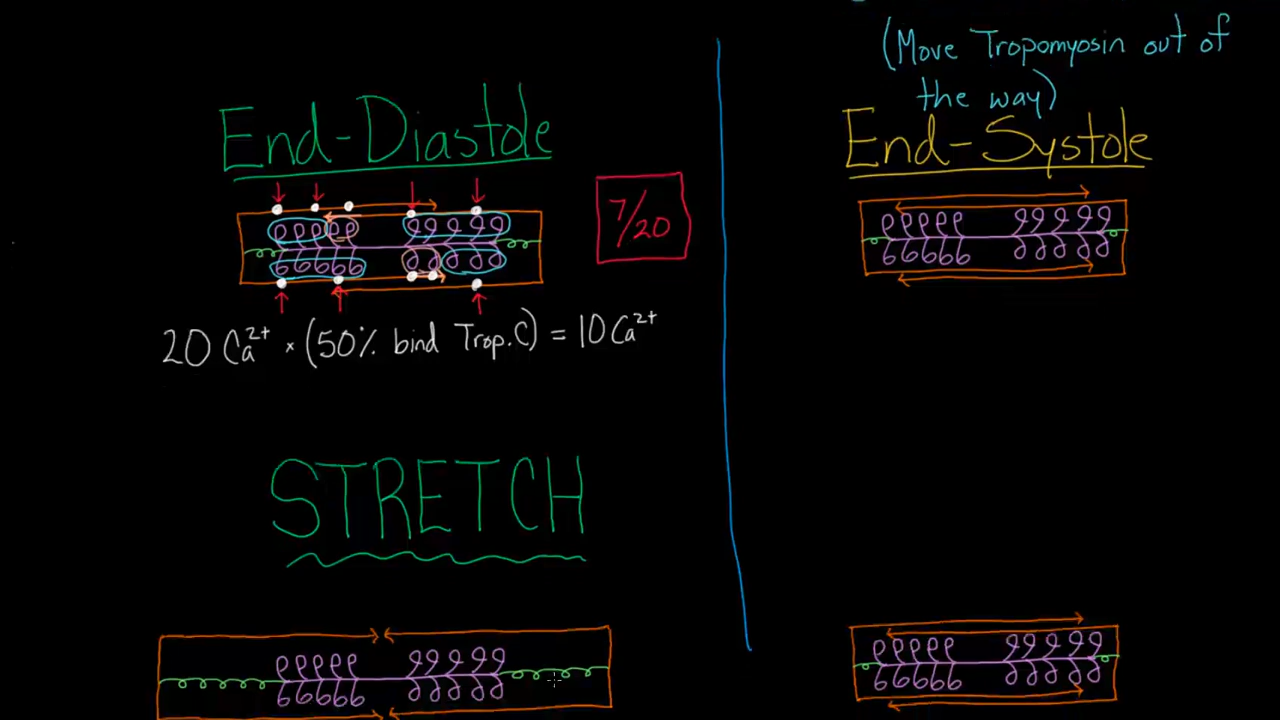 (Move Tropomyosin out of
the way)
End-Diastole
End-Systole
7/20
20 Ca²⁺ × (50% bind Trop. C) = 10 Ca²⁺
STRETCH